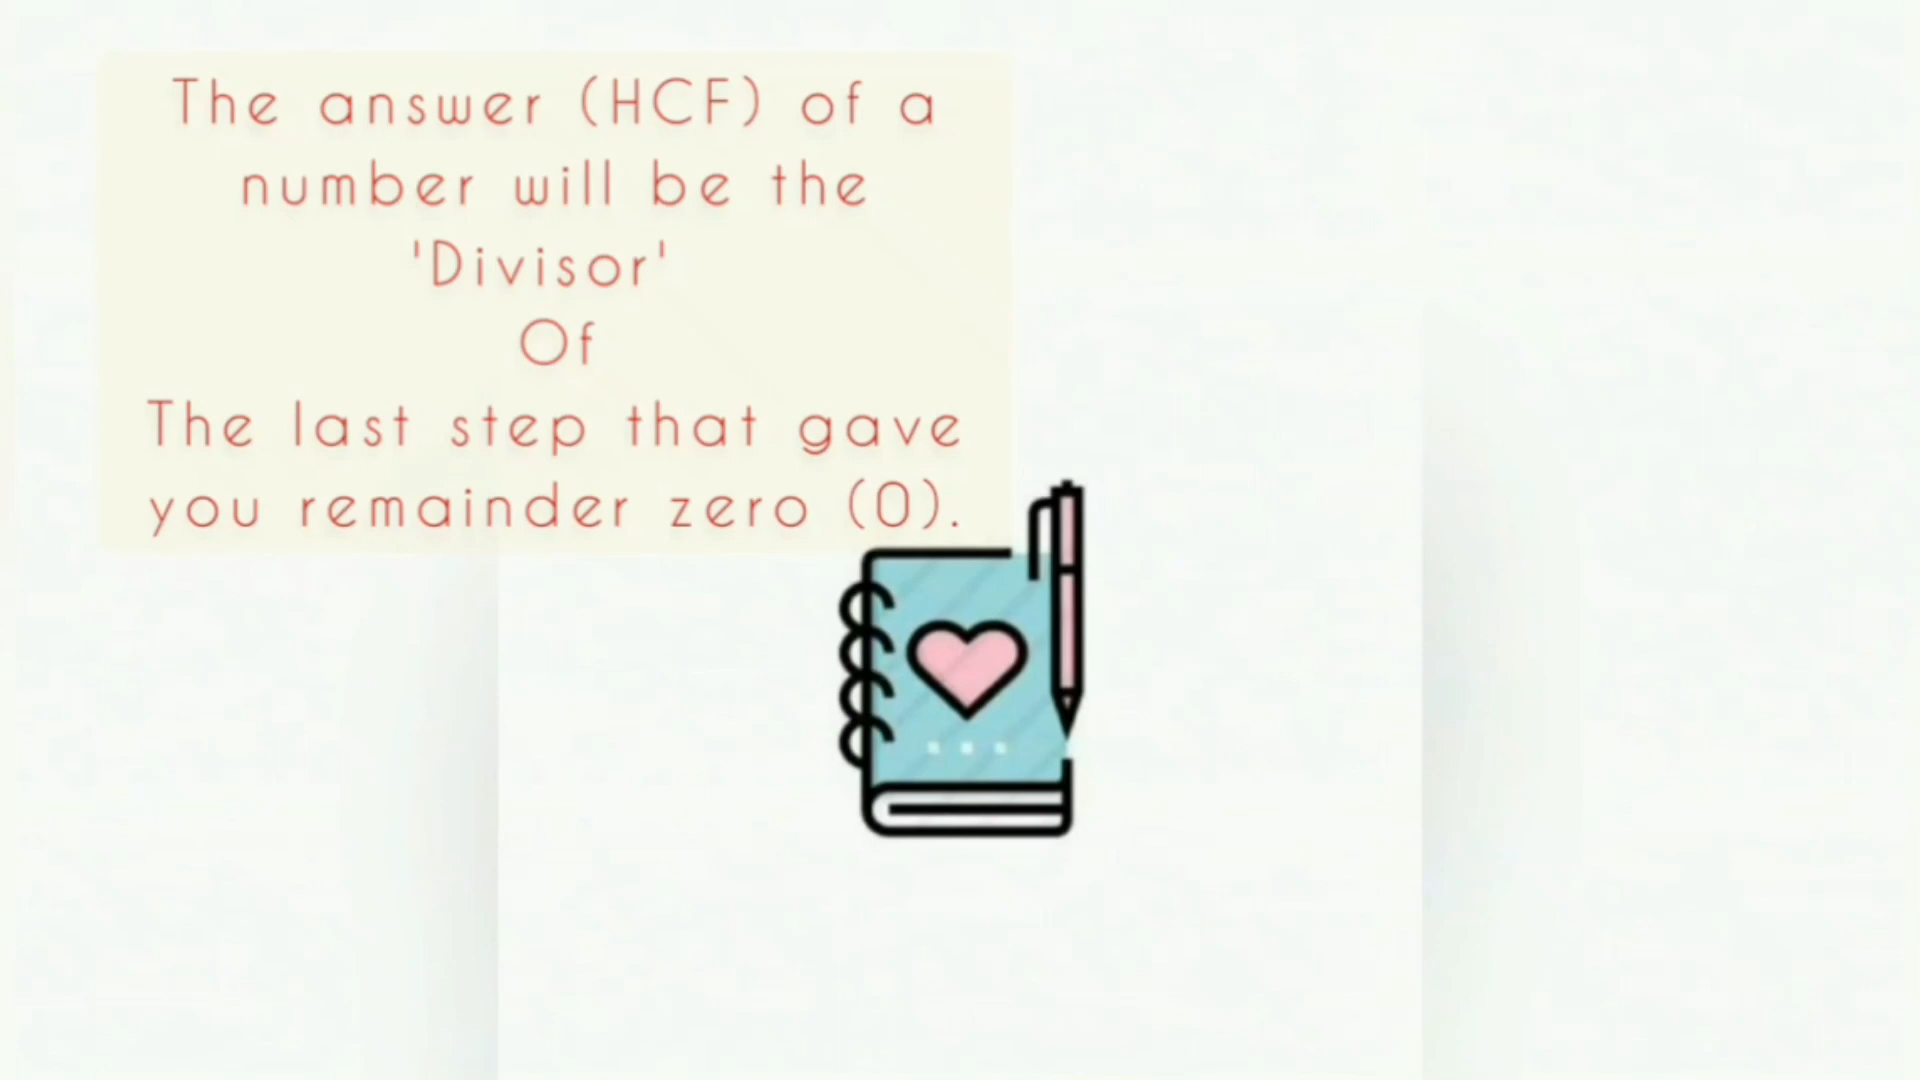 The answer (HCF) of a
number will be the
'Divisor'
Of
The last step that gave
you remainder zero (0).